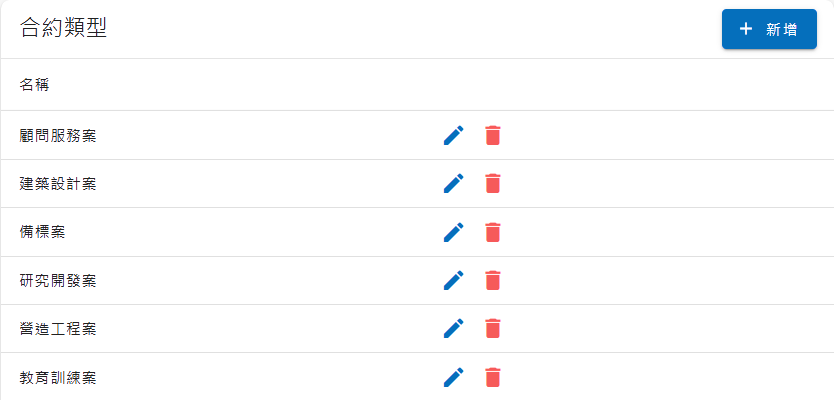 合約類型
新增
名稱
顧問服務案
建築設計案
備標案
研究開發案
營造工程案
教育訓練案